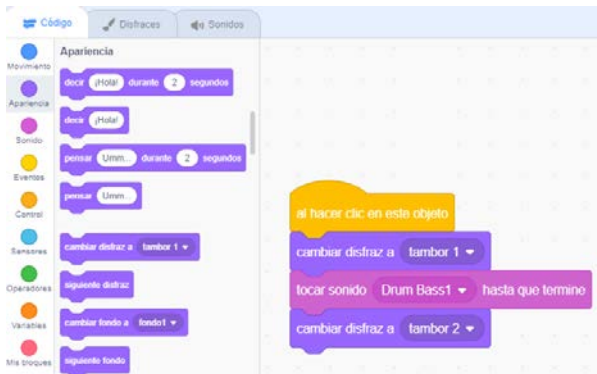 Código
Disfraces
Sonidos
Movimiento
Apariencia
Sonido
Eventos
Control
Sensores
Operadores
Variables
Mis bloques
Apariencia
decir ¡Hola! durante 2 segundos
decir ¡Hola!
pensar Umm... durante 2 segundos
pensar Umm...
cambiar disfraz a tambor 1
siguiente disfraz
cambiar fondo a fondo1
siguiente fondo
al hacer clic en este objeto
cambiar disfraz a tambor 1
tocar sonido Drum Bass1 hasta que termine
cambiar disfraz a tambor 2